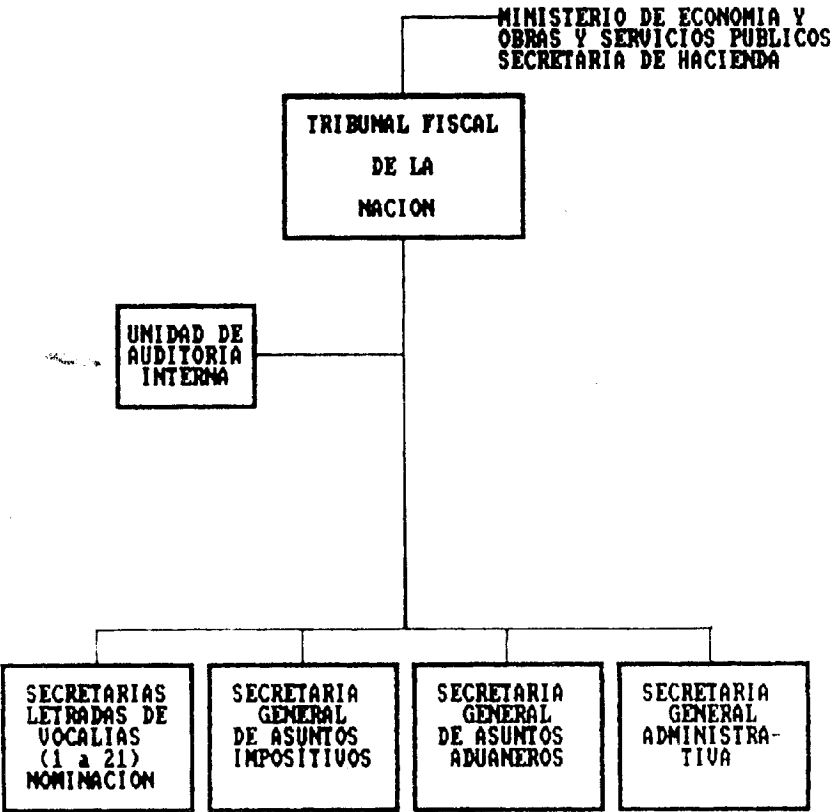 MINISTERIO DE ECONOMIA Y
OBRAS Y SERVICIOS PUBLICOS
SECRETARIA DE HACIENDA
TRIBUNAL FISCAL
DE LA
NACION
UNIDAD DE
AUDITORIA
INTERNA
SECRETARIAS
LETRADAS DE
VOCALIAS
(1 a 21)
NOMINACION
SECRETARIA
GENERAL
DE ASUNTOS
IMPOSITIVOS
SECRETARIA
GENERAL
DE ASUNTOS
ADUANEROS
SECRETARIA
GENERAL
ADMINISTRA-
TIVA